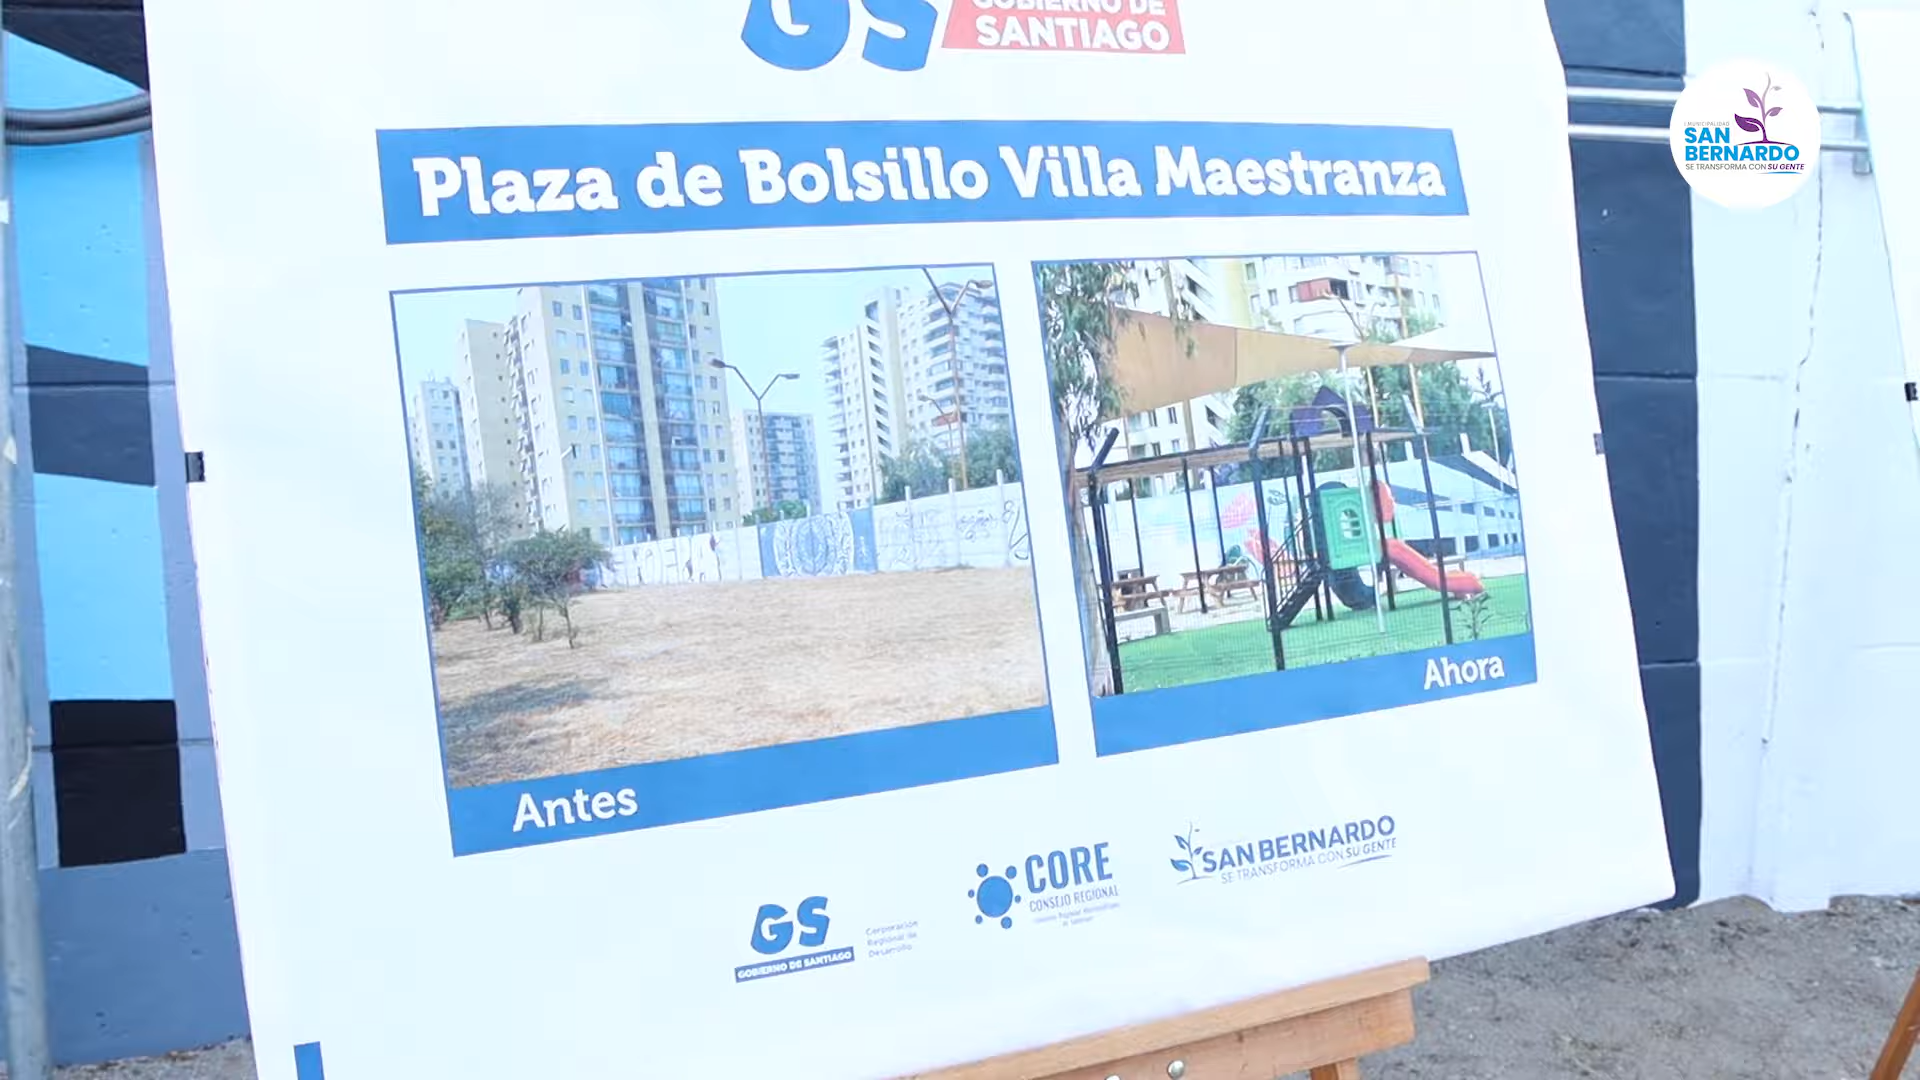 GS
GOBIERNO DE
SANTIAGO
I. MUNICIPALIDAD
SAN
BERNARDO
SE TRANSFORMA CON SU GENTE
Plaza de Bolsillo Villa Maestranza
Antes
Ahora
GS
GOBIERNO DE SANTIAGO
Corporación
Regional de
Desarrollo
CORE
CONSEJO REGIONAL
SAN BERNARDO
SE TRANSFORMA CON SU GENTE